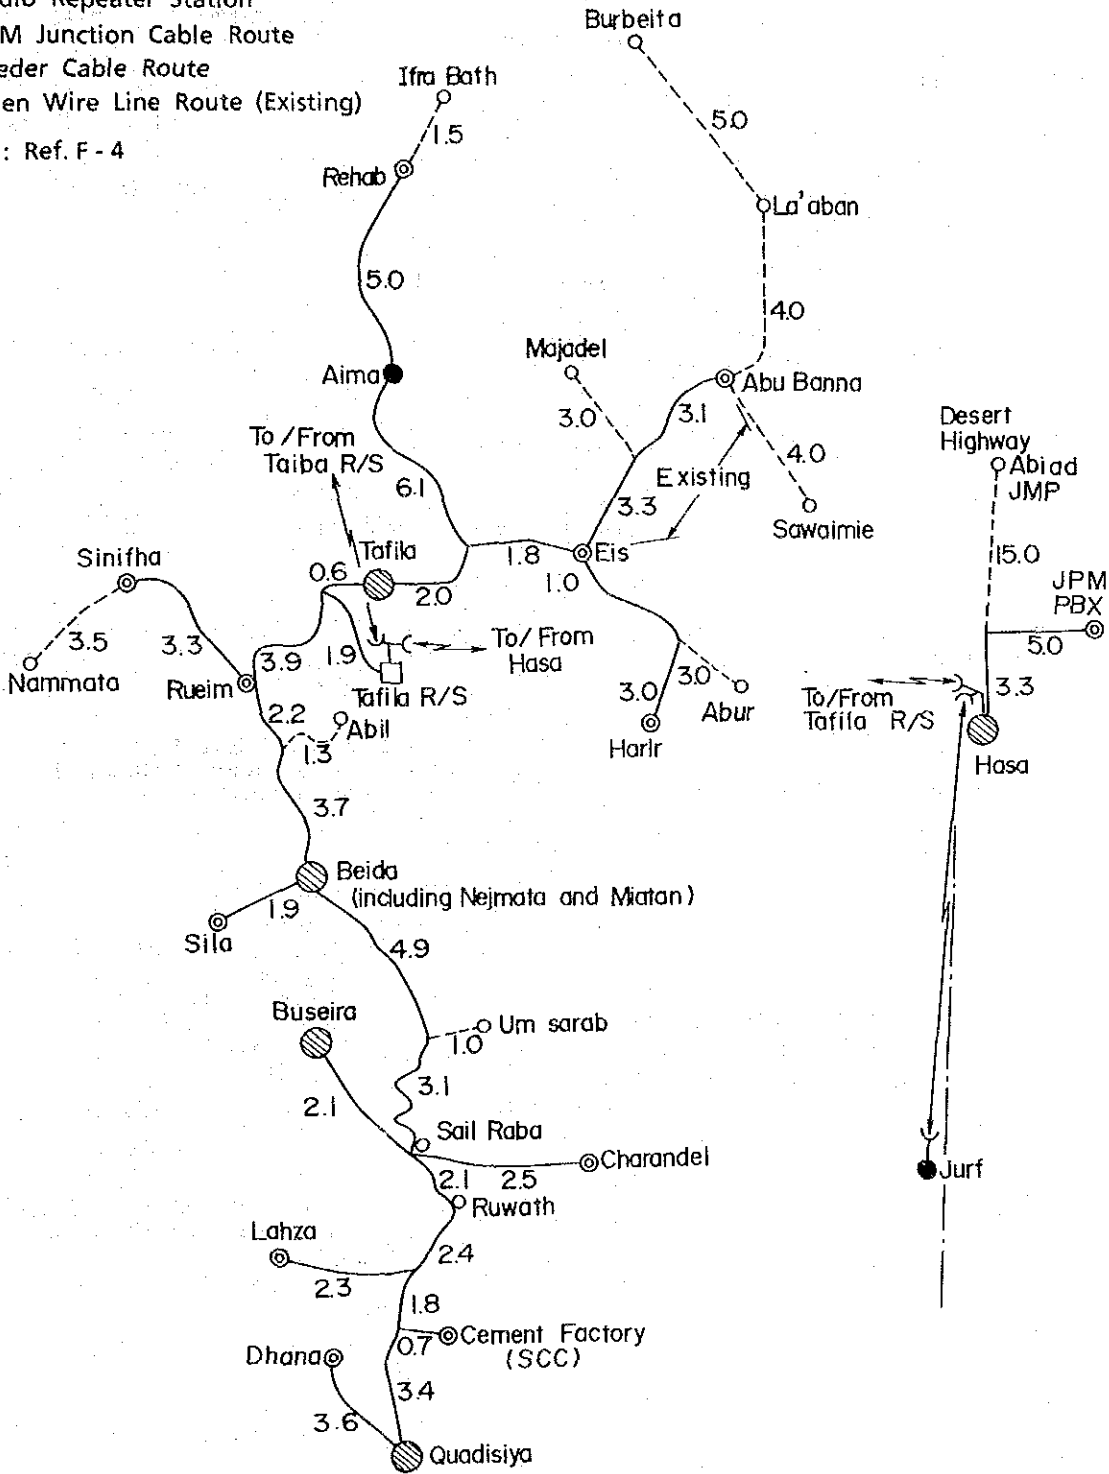 Repeater Station
M Junction Cable Route
eder Cable Route
en Wire Line Route (Existing)
: Ref. F - 4
Burbeita
Ifra Bath
5.0
1.5
Rehab
La'aban
5.0
4.0
Majadel
Aima
Abu Banna
3.0
3.1
Desert
Highway
Abiad
JMP
To/From
Taiba R/S
4.0
Existing
6.1
3.3
Sawaimie
Sinifha
Tafila
1.8
Eis
15.0
0.6
2.0
1.0
JPM
PBX
3.5
3.3
3.9
1.9
To/From
Hasa
5.0
Nammata
Rueim
Tafila R/S
3.0
3.0
Abur
To/From
Tafila R/S
3.3
2.2
Abil
1.3
Harir
Hasa
3.7
Beida
(including Nejmata and Miatan)
1.9
Sila
4.9
Buseira
Um sarab
1.0
3.1
2.1
Sail Raba
Charandel
2.1
2.5
Jurf
Ruwath
Lahza
2.4
2.3
1.8
Cement Factory
(SCC)
0.7
Dhana
3.4
3.6
Quadisiya